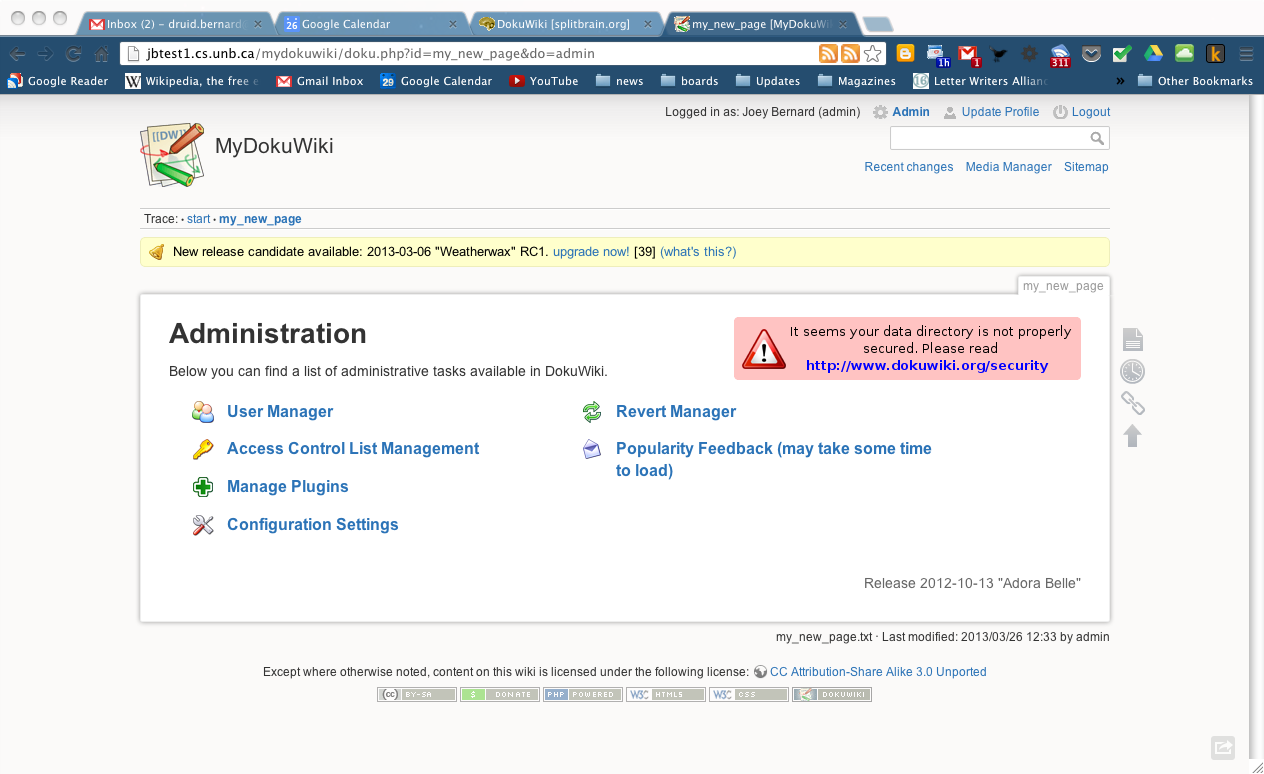 Inbox (2) – druid.bernard
Google Calendar
DokuWiki [splitbrain.org]
my_new_page [MyDokuWi
jbtest1.cs.unb.ca/mydokuwiki/doku.php?id=my_new_page&do=admin
1h
1
311
Google Reader
Wikipedia, the free e
Gmail Inbox
Google Calendar
YouTube
news
boards
Updates
Magazines
Letter Writers Allianc
»
Other Bookmarks
Logged in as: Joey Bernard (admin) Admin Update Profile Logout
[[DW]]
MyDokuWiki
Recent changes Media Manager Sitemap
Trace: • start • my_new_page
New release candidate available: 2013-03-06 "Weatherwax" RC1. upgrade now! [39] (what's this?)
my_new_page
Administration
It seems your data directory is not properly
secured. Please read
http://www.dokuwiki.org/security
Below you can find a list of administrative tasks available in DokuWiki.
User Manager
Access Control List Management
Manage Plugins
Configuration Settings
Revert Manager
Popularity Feedback (may take some time
to load)
Release 2012-10-13 "Adora Belle"
my_new_page.txt · Last modified: 2013/03/26 12:33 by admin
Except where otherwise noted, content on this wiki is licensed under the following license: CC Attribution-Share Alike 3.0 Unported
(cc) BY-SA
$ DONATE
PHP POWERED
W3C HTML5
W3C CSS
DOKUWIKI